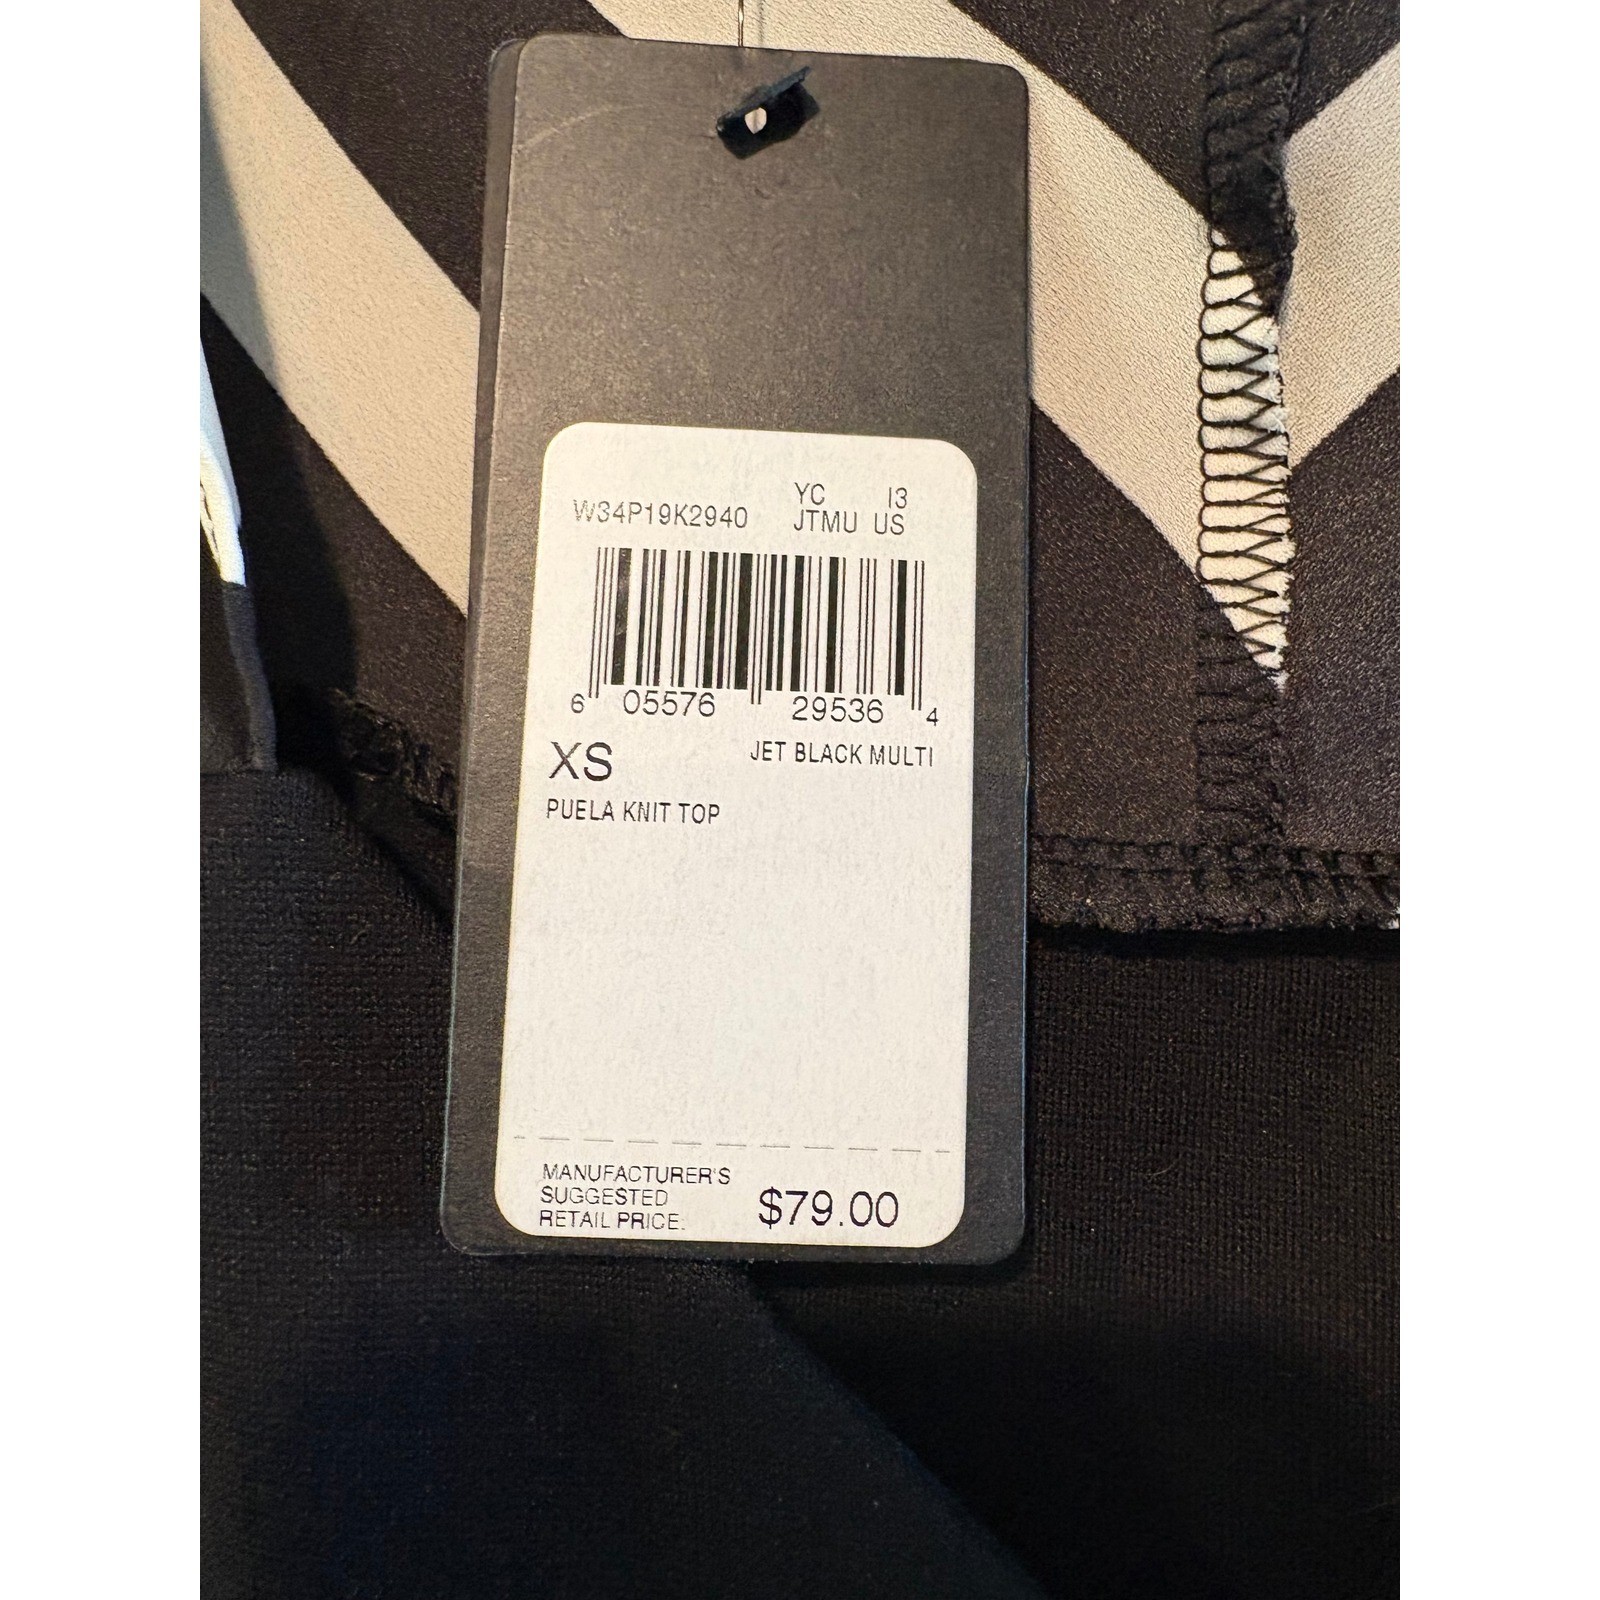 YC I3
W34P19K2940 JTMU US
6 05576 29536 4
XS JET BLACK MULTI
PUELA KNIT TOP
MANUFACTURER'S
SUGGESTED
RETAIL PRICE: $79.00